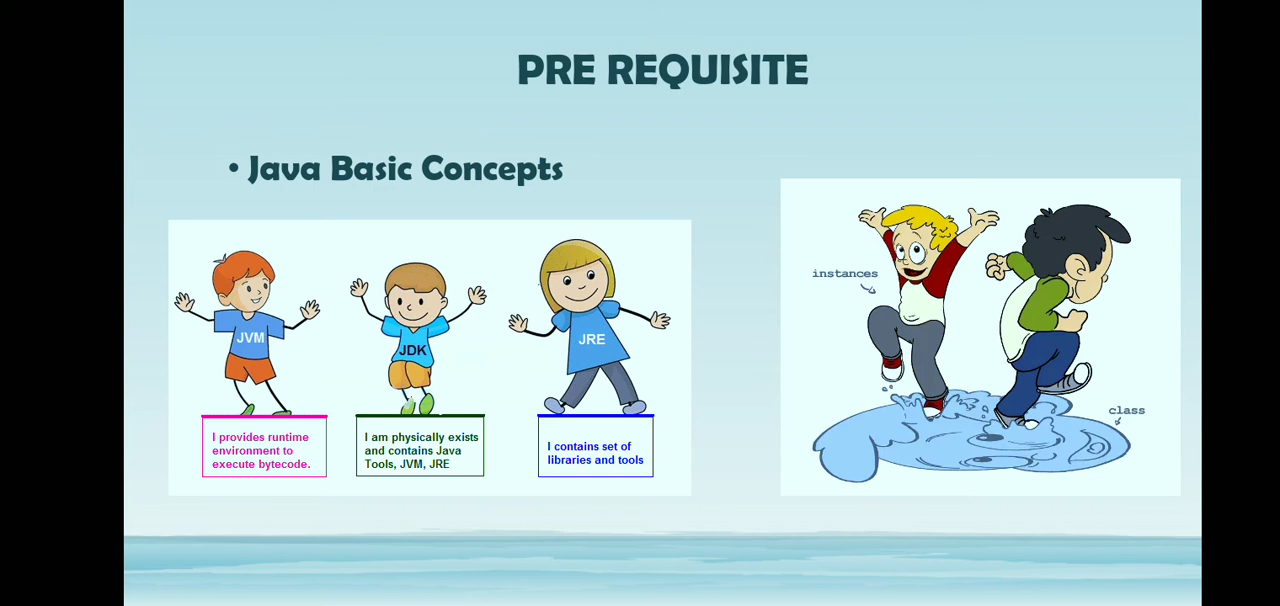 PRE REQUISITE
• Java Basic Concepts
JVM
JDK
JRE
I provides runtime
environment to
execute bytecode.
I am physically exists
and contains Java
Tools, JVM, JRE
I contains set of
libraries and tools
instances
class